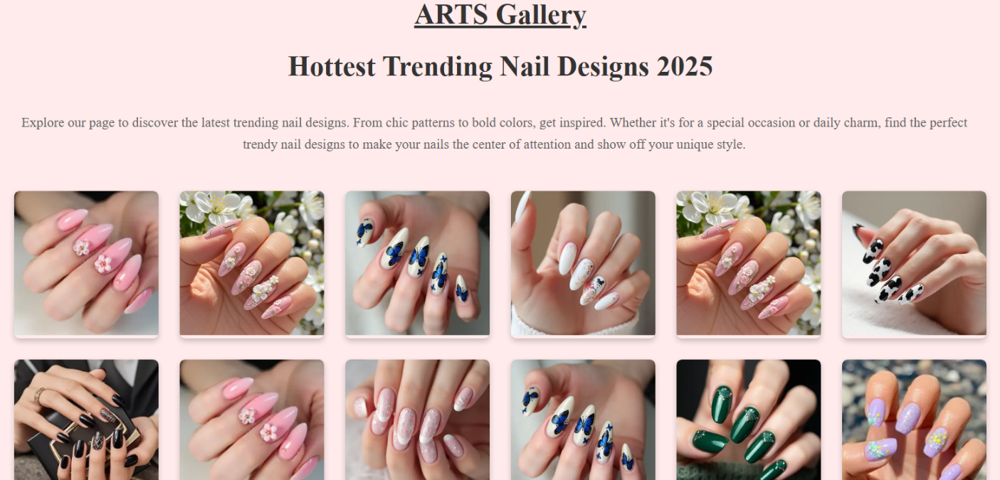 ARTS Gallery
Hottest Trending Nail Designs 2025
Explore our page to discover the latest trending nail designs. From chic patterns to bold colors, get inspired. Whether it's for a special occasion or daily charm, find the perfect
trendy nail designs to make your nails the center of attention and show off your unique style.